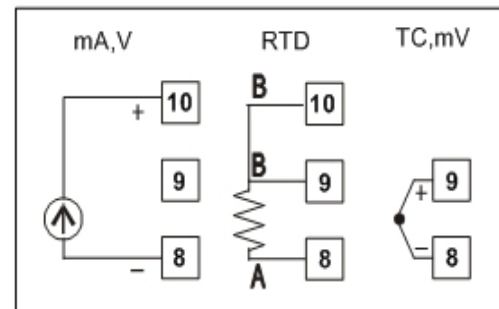 mA,V RTD TC,mV
+ 10 B 10
9 B 9 + 9
− 8 A 8 − 8